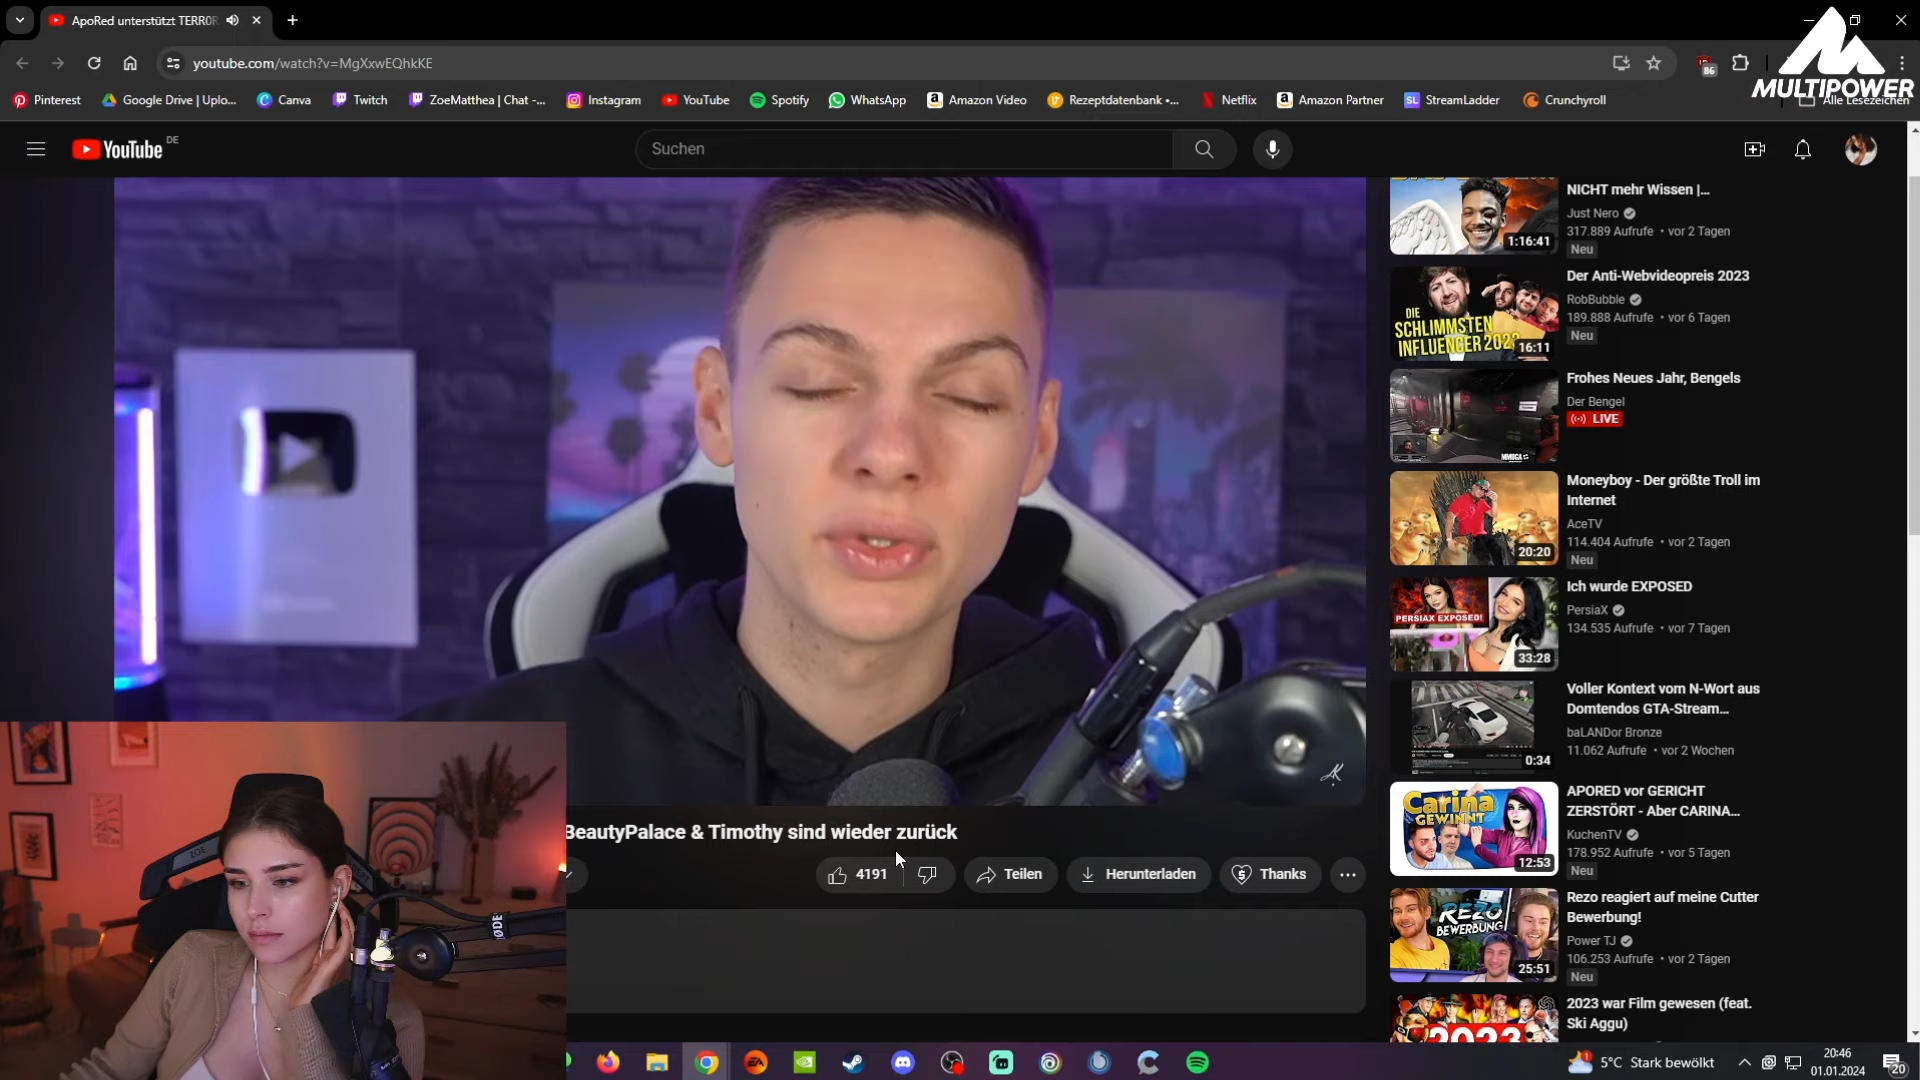 ApoRed unterstützt TERROR
youtube.com/watch?v=MgXxwEQhkKE
86
MULTIPOWER
Pinterest
Google Drive | Uplo...
Canva
Twitch
ZoeMatthea | Chat -...
Instagram
YouTube
Spotify
WhatsApp
Amazon Video
Rezeptdatenbank •...
Netflix
Amazon Partner
StreamLadder
Crunchyroll
Alle Lesezeichen
YouTube DE
Suchen
NICHT mehr Wissen |...
Just Nero
317.889 Aufrufe • vor 2 Tagen
Neu
1:16:41
Der Anti-Webvideopreis 2023
RobBubble
189.888 Aufrufe • vor 6 Tagen
Neu
DIE
SCHLIMMSTEN
INFLUENCER 2023
16:11
Frohes Neues Jahr, Bengels
Der Bengel
LIVE
Moneyboy - Der größte Troll im
Internet
AceTV
114.404 Aufrufe • vor 2 Tagen
Neu
20:20
Ich wurde EXPOSED
PersiaX
134.535 Aufrufe • vor 7 Tagen
PERSIAX EXPOSED!
33:28
Voller Kontext vom N-Wort aus
Domtendos GTA-Stream...
baLANDor Bronze
11.062 Aufrufe • vor 2 Wochen
0:34
APORED vor GERICHT
ZERSTÖRT - Aber CARINA...
KuchenTV
178.952 Aufrufe • vor 5 Tagen
Neu
Carina
GEWINNT
12:53
Rezo reagiert auf meine Cutter
Bewerbung!
Power TJ
106.253 Aufrufe • vor 2 Tagen
Neu
REZO
BEWERBUNG
25:51
2023 war Film gewesen (feat.
Ski Aggu)
2023
BeautyPalace & Timothy sind wieder zurück
4191
Teilen
Herunterladen
Thanks
ZOE
RØDE
5°C Stark bewölkt
20:46
01.01.2024
20